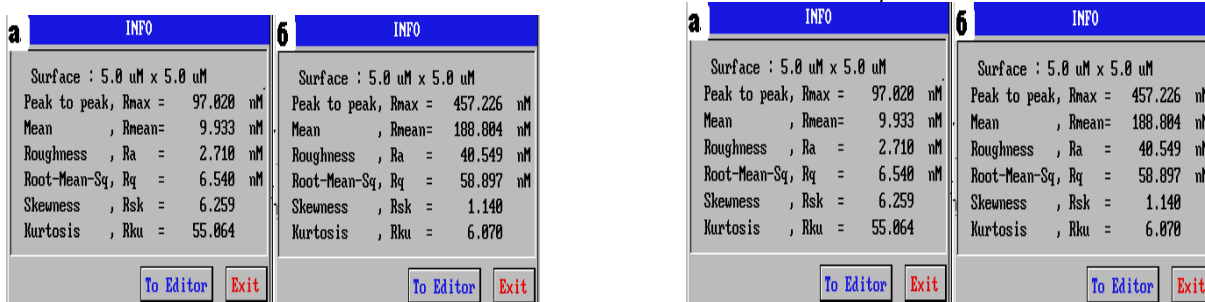 а
INFO
Surface : 5.0 uM x 5.0 uM
Peak to peak, Rmax = 97.020 nM
Mean , Rmean= 9.933 nM
Roughness , Ra = 2.710 nM
Root-Mean-Sq, Rq = 6.540 nM
Skewness , Rsk = 6.259
Kurtosis , Rku = 55.064
To Editor Exit
б
INFO
Surface : 5.0 uM x 5.0 uM
Peak to peak, Rmax = 457.226 nM
Mean , Rmean= 188.804 nM
Roughness , Ra = 40.549 nM
Root-Mean-Sq, Rq = 58.897 nM
Skewness , Rsk = 1.140
Kurtosis , Rku = 6.070
To Editor Exit
а
INFO
Surface : 5.0 uM x 5.0 uM
Peak to peak, Rmax = 97.020 nM
Mean , Rmean= 9.933 nM
Roughness , Ra = 2.710 nM
Root-Mean-Sq, Rq = 6.540 nM
Skewness , Rsk = 6.259
Kurtosis , Rku = 55.064
To Editor Exit
б
INFO
Surface : 5.0 uM x 5.0 uM
Peak to peak, Rmax = 457.226 nM
Mean , Rmean= 188.804 nM
Roughness , Ra = 40.549 nM
Root-Mean-Sq, Rq = 58.897 nM
Skewness , Rsk = 1.140
Kurtosis , Rku = 6.070
To Editor Exit